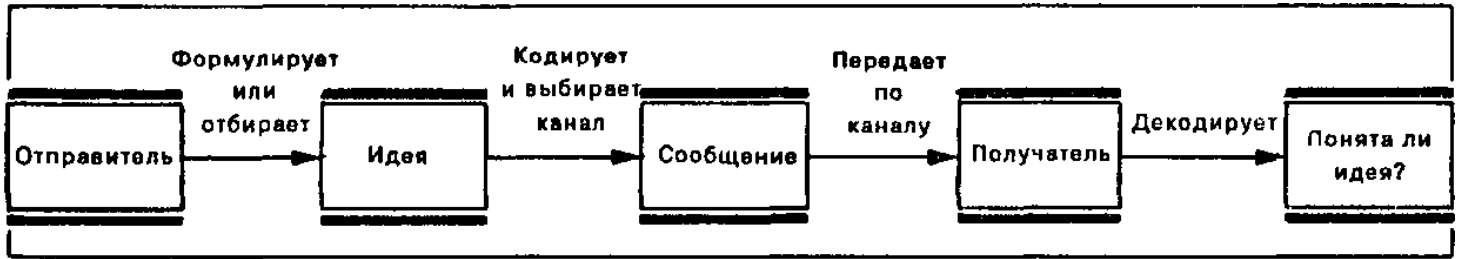 Формулирует
или
отбирает
Кодирует
и выбирает
канал
Передает
по
каналу
Декодирует
Отправитель
Идея
Сообщение
Получатель
Понята ли
идея?